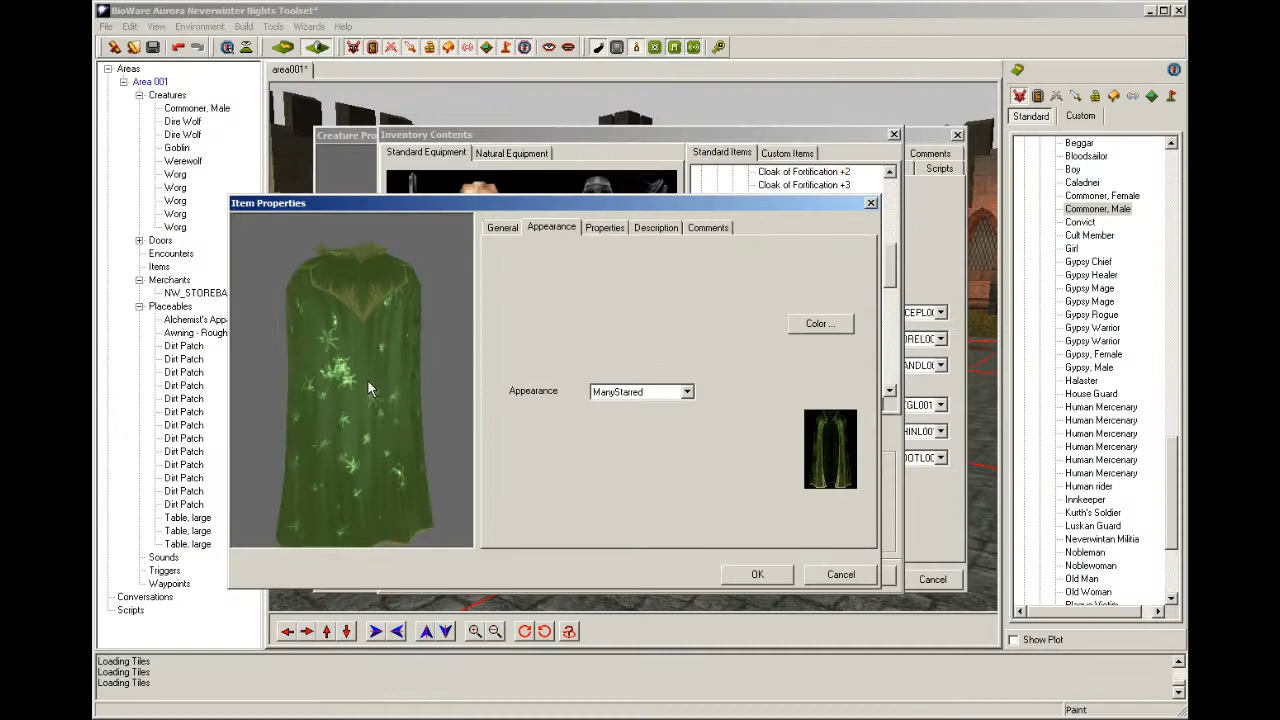 BioWare Aurora Neverwinter Nights Toolset*
File Edit View Environment Build Tools Wizards Help
Areas
Area 001
Creatures
Commoner, Male
Dire Wolf
Dire Wolf
Goblin
Werewolf
Worg
Worg
Worg
Worg
Worg
Doors
Encounters
Items
Merchants
NW_STOREBA
Placeables
Alchemist's App
Awning - Rough
Dirt Patch
Dirt Patch
Dirt Patch
Dirt Patch
Dirt Patch
Dirt Patch
Dirt Patch
Dirt Patch
Dirt Patch
Dirt Patch
Dirt Patch
Dirt Patch
Dirt Patch
Table, large
Table, large
Table, large
Sounds
Triggers
Waypoints
Conversations
Scripts
area001*
Creature Pro
Inventory Contents
Standard Equipment Natural Equipment
Standard Items Custom Items
Cloak of Fortification +2
Cloak of Fortification +3
Comments
Scripts
Item Properties
General Appearance Properties Description Comments
Color ...
Appearance ManyStarred
OK Cancel
Cancel
Standard Custom
Beggar
Bloodsailor
Boy
Caladnei
Commoner, Female
Commoner, Male
Convict
Cult Member
Girl
Gypsy Chief
Gypsy Healer
Gypsy Mage
Gypsy Mage
Gypsy Rogue
Gypsy Warrior
Gypsy Warrior
Gypsy, Female
Gypsy, Male
Halaster
House Guard
Human Mercenary
Human Mercenary
Human Mercenary
Human Mercenary
Human Mercenary
Human Mercenary
Human rider
Innkeeper
Kurth's Soldier
Luskan Guard
Neverwintan Militia
Nobleman
Noblewoman
Old Man
Old Woman
Plague Victim
Show Plot
Loading Tiles
Loading Tiles
Loading Tiles
Paint